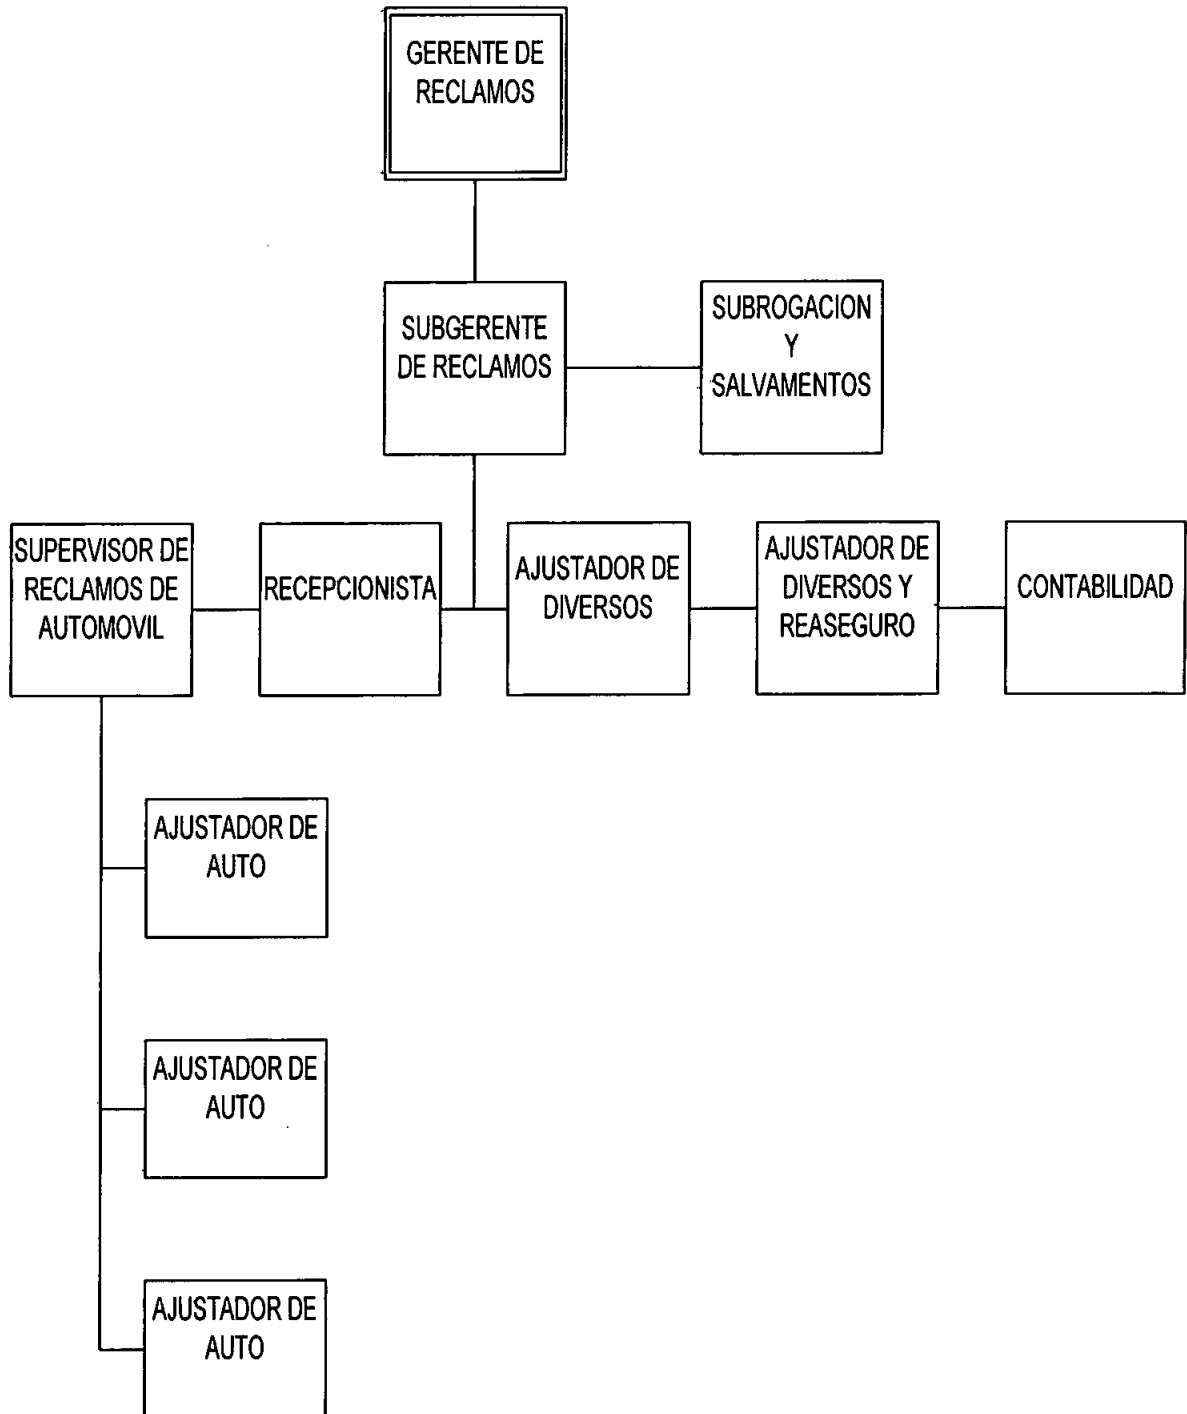 GERENTE DE
RECLAMOS
SUBGERENTE
DE RECLAMOS
SUBROGACION
Y
SALVAMENTOS
SUPERVISOR DE
RECLAMOS DE
AUTOMOVIL
RECEPCIONISTA
AJUSTADOR DE
DIVERSOS
AJUSTADOR DE
DIVERSOS Y
REASEGURO
CONTABILIDAD
AJUSTADOR DE
AUTO
AJUSTADOR DE
AUTO
AJUSTADOR DE
AUTO